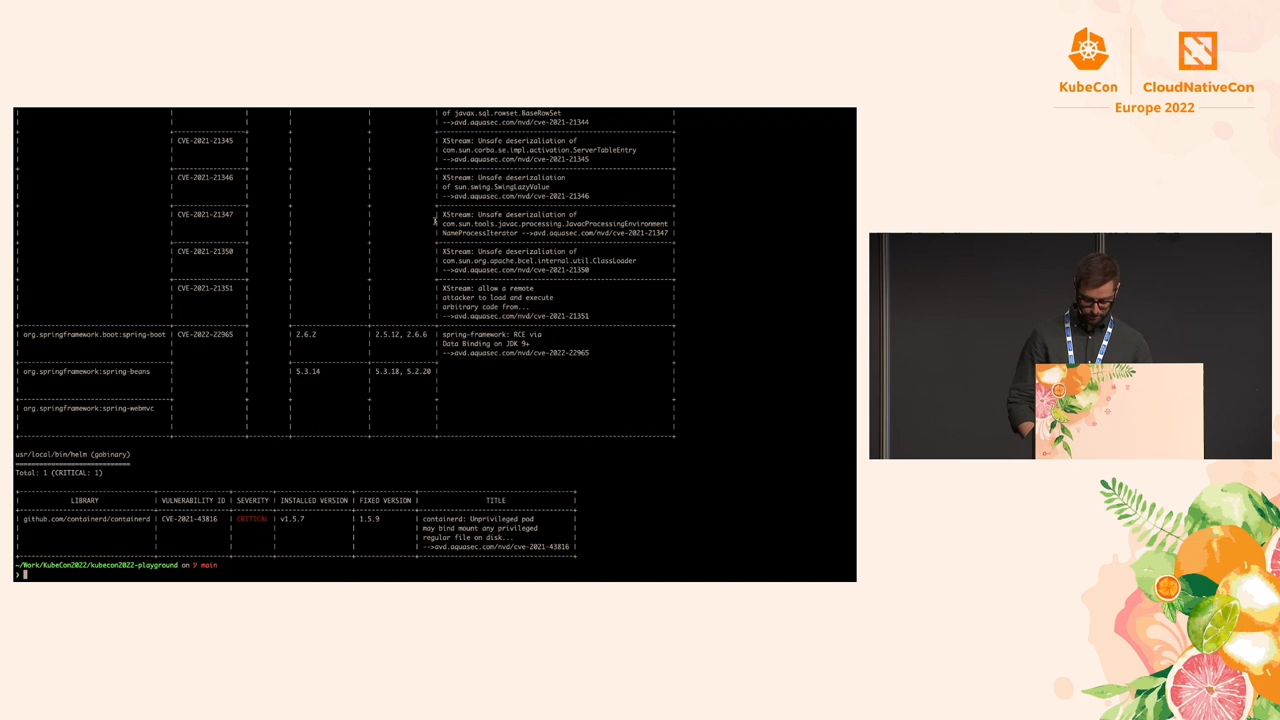 KubeCon
CloudNativeCon
Europe 2022
of javax.sql.rowset.BaseRowSet
-->avd.aquasec.com/nvd/cve-2021-21344
CVE-2021-21345
XStream: Unsafe deserizaliation of
com.sun.corba.se.impl.activation.ServerTableEntry
-->avd.aquasec.com/nvd/cve-2021-21345
CVE-2021-21346
XStream: Unsafe deserizaliation
of sun.swing.SwingLazyValue
-->avd.aquasec.com/nvd/cve-2021-21346
CVE-2021-21347
XStream: Unsafe deserizaliation of
com.sun.tools.javac.processing.JavacProcessingEnvironment
NameProcessIterator -->avd.aquasec.com/nvd/cve-2021-21347
CVE-2021-21350
XStream: Unsafe deserizaliation of
com.sun.org.apache.bcel.internal.util.ClassLoader
-->avd.aquasec.com/nvd/cve-2021-21350
CVE-2021-21351
XStream: allow a remote
attacker to load and execute
arbitrary code from...
-->avd.aquasec.com/nvd/cve-2021-21351
org.springframework.boot:spring-boot CVE-2022-22965 2.6.2 2.5.12, 2.6.6 spring-framework: RCE via
Data Binding on JDK 9+
-->avd.aquasec.com/nvd/cve-2022-22965
org.springframework:spring-beans 5.3.14 5.3.18, 5.2.20
org.springframework:spring-webmvc
usr/local/bin/helm (gobinary)
Total: 1 (CRITICAL: 1)
LIBRARY VULNERABILITY ID SEVERITY INSTALLED VERSION FIXED VERSION TITLE
github.com/containerd/containerd CVE-2021-43816 CRITICAL v1.5.7 1.5.9 containerd: Unprivileged pod
may bind mount any privileged
regular file on disk...
-->avd.aquasec.com/nvd/cve-2021-43816
~/Work/KubeCon2022/kubecon2022-playground on main